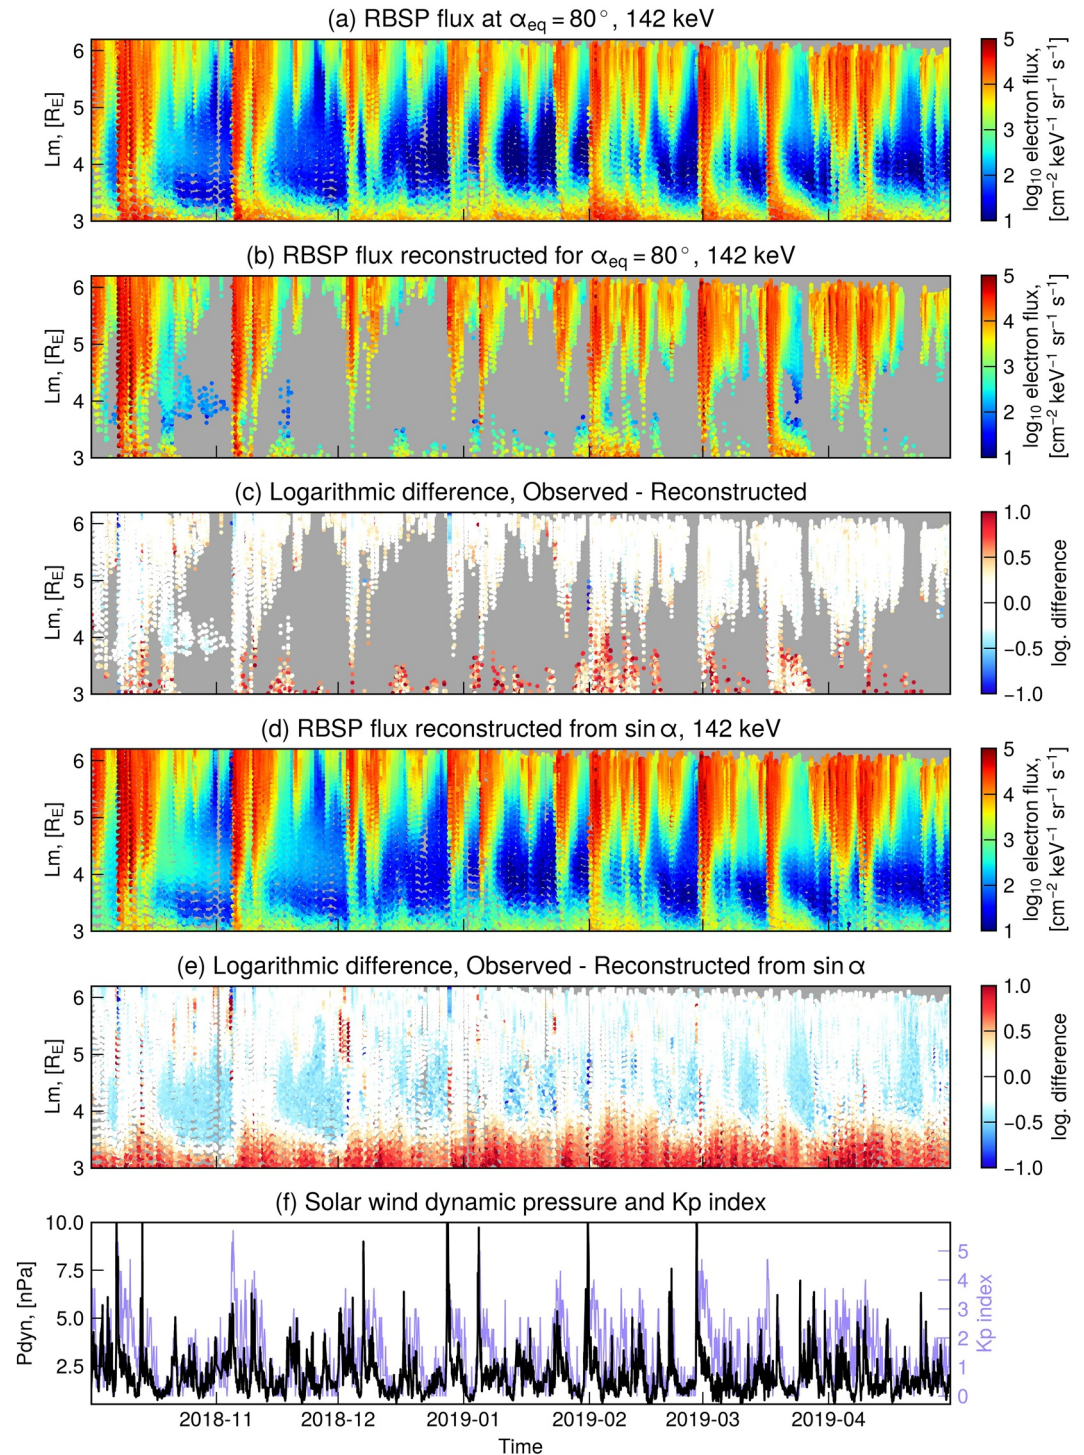 (a) RBSP flux at αeq = 80°, 142 keV
6
5
4
3
Lm, [RE]
5
4
3
2
1
log10 electron flux,
[cm−2 keV−1 sr−1 s−1]
(b) RBSP flux reconstructed for αeq = 80°, 142 keV
6
5
4
3
Lm, [RE]
5
4
3
2
1
log10 electron flux,
[cm−2 keV−1 sr−1 s−1]
(c) Logarithmic difference, Observed - Reconstructed
6
5
4
3
Lm, [RE]
1.0
0.5
0.0
−0.5
−1.0
log. difference
(d) RBSP flux reconstructed from sin α, 142 keV
6
5
4
3
Lm, [RE]
5
4
3
2
1
log10 electron flux,
[cm−2 keV−1 sr−1 s−1]
(e) Logarithmic difference, Observed - Reconstructed from sin α
6
5
4
3
Lm, [RE]
1.0
0.5
0.0
−0.5
−1.0
log. difference
(f) Solar wind dynamic pressure and Kp index
10.0
7.5
5.0
2.5
Pdyn, [nPa]
5
4
3
2
1
0
Kp index
2018-11 2018-12 2019-01 2019-02 2019-03 2019-04
Time